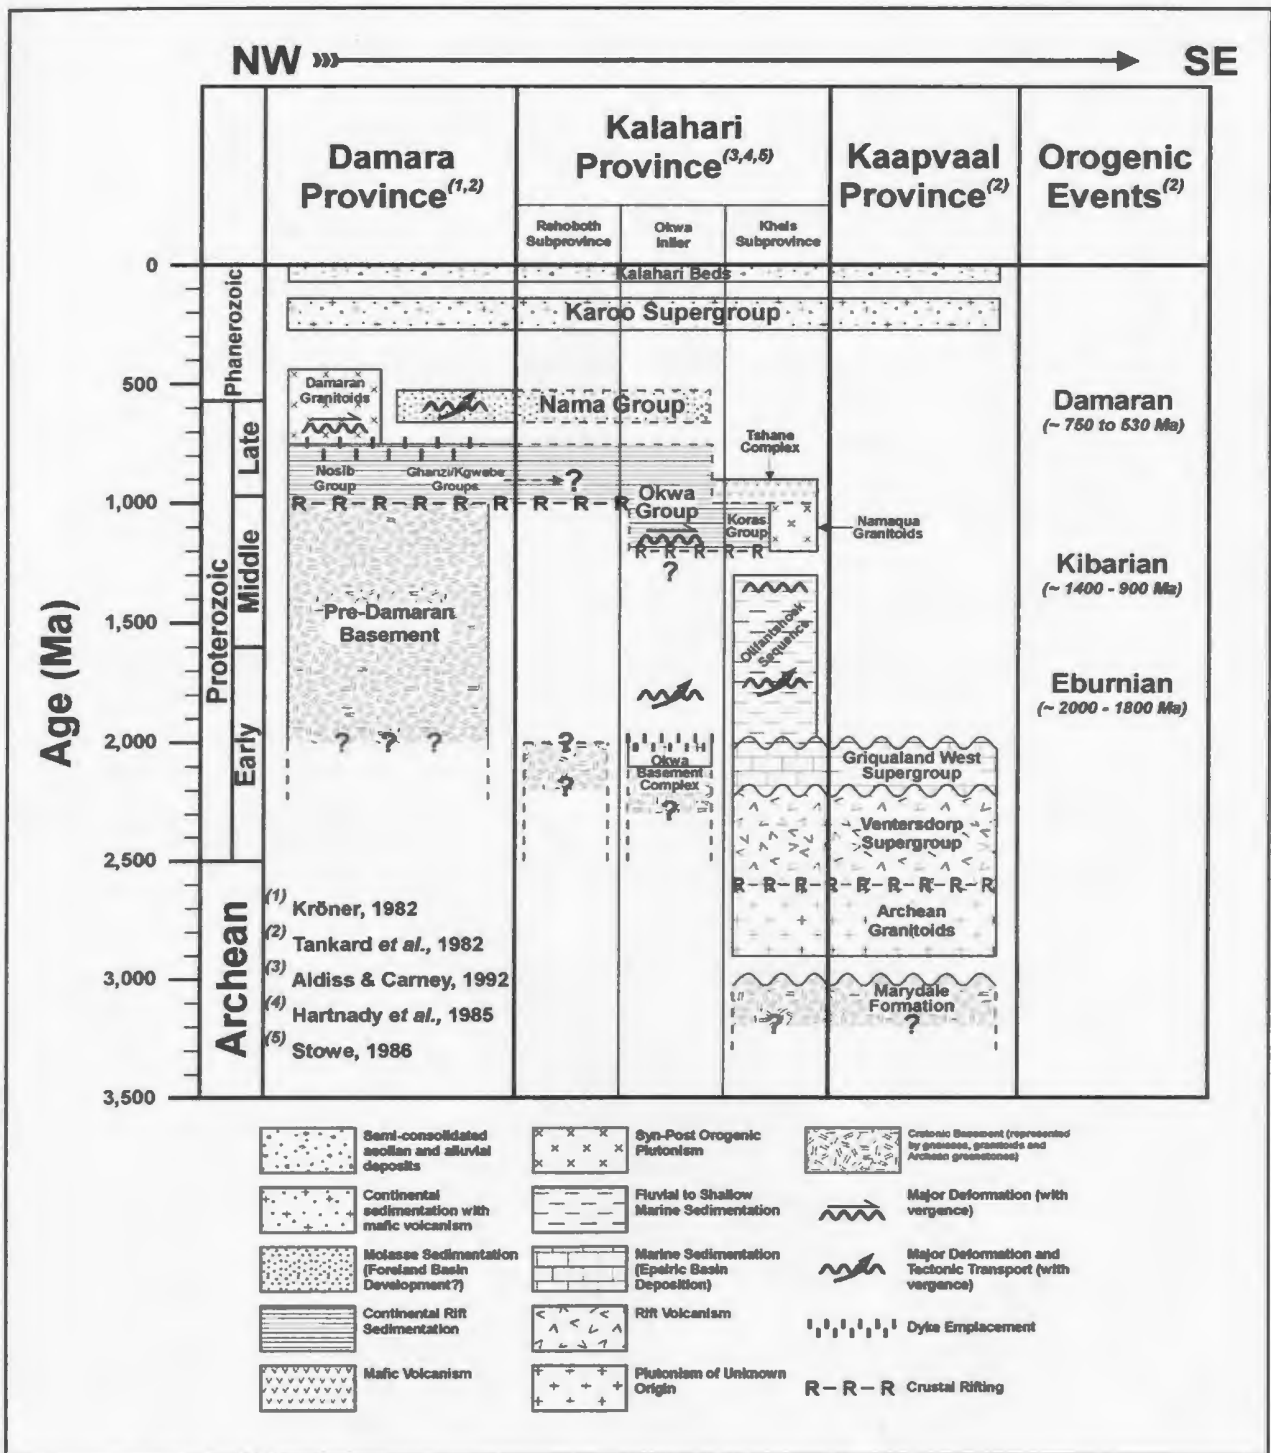 NW
SE
Damara
Province(1,2)
Kalahari
Province(3,4,5)
Kaapvaal
Province(2)
Orogenic
Events(2)
Rehoboth
Subprovince
Okwa
Inlier
Kheis
Subprovince
Age (Ma)
0
500
1,000
1,500
2,000
2,500
3,000
3,500
Phanerozoic
Proterozoic
Late
Middle
Early
Archean
Kalahari Beds
Karoo Supergroup
Damaran
Granitoids
Nama Group
Nosib
Group
Ghanzi/Kgwebe
Groups
?
Tshane
Complex
Okwa
Group
Koras
Group
Namaqua
Granitoids
R – R – R – R – R – R – R – R – R
R – R – R – R – R
?
Pre-Damaran
Basement
? ? ?
Olifantshoek
Sequence
?
?
Okwa
Basement
Complex
?
Griqualand West
Supergroup
Ventersdorp
Supergroup
R – R – R – R – R – R – R – R – R
Archean
Granitoids
Marydale
Formation
? ?
Damaran
(~ 750 to 530 Ma)
Kibarian
(~ 1400 - 900 Ma)
Eburnian
(~ 2000 - 1800 Ma)
(1) Kröner, 1982
(2) Tankard et al., 1982
(3) Aldiss & Carney, 1992
(4) Hartnady et al., 1985
(5) Stowe, 1986
Semi-consolidated
aeolian and alluvial
deposits
Continental
sedimentation with
mafic volcanism
Molasse Sedimentation
(Foreland Basin
Development?)
Continental Rift
Sedimentation
Mafic Volcanism
Syn-Post Orogenic
Plutonism
Fluvial to Shallow
Marine Sedimentation
Marine Sedimentation
(Epeiric Basin
Deposition)
Rift Volcanism
Plutonism of Unknown
Origin
Cratonic Basement (represented
by gneisses, granitoids and
Archean greenstones)
Major Deformation (with
vergence)
Major Deformation and
Tectonic Transport (with
vergence)
Dyke Emplacement
R – R – R Crustal Rifting